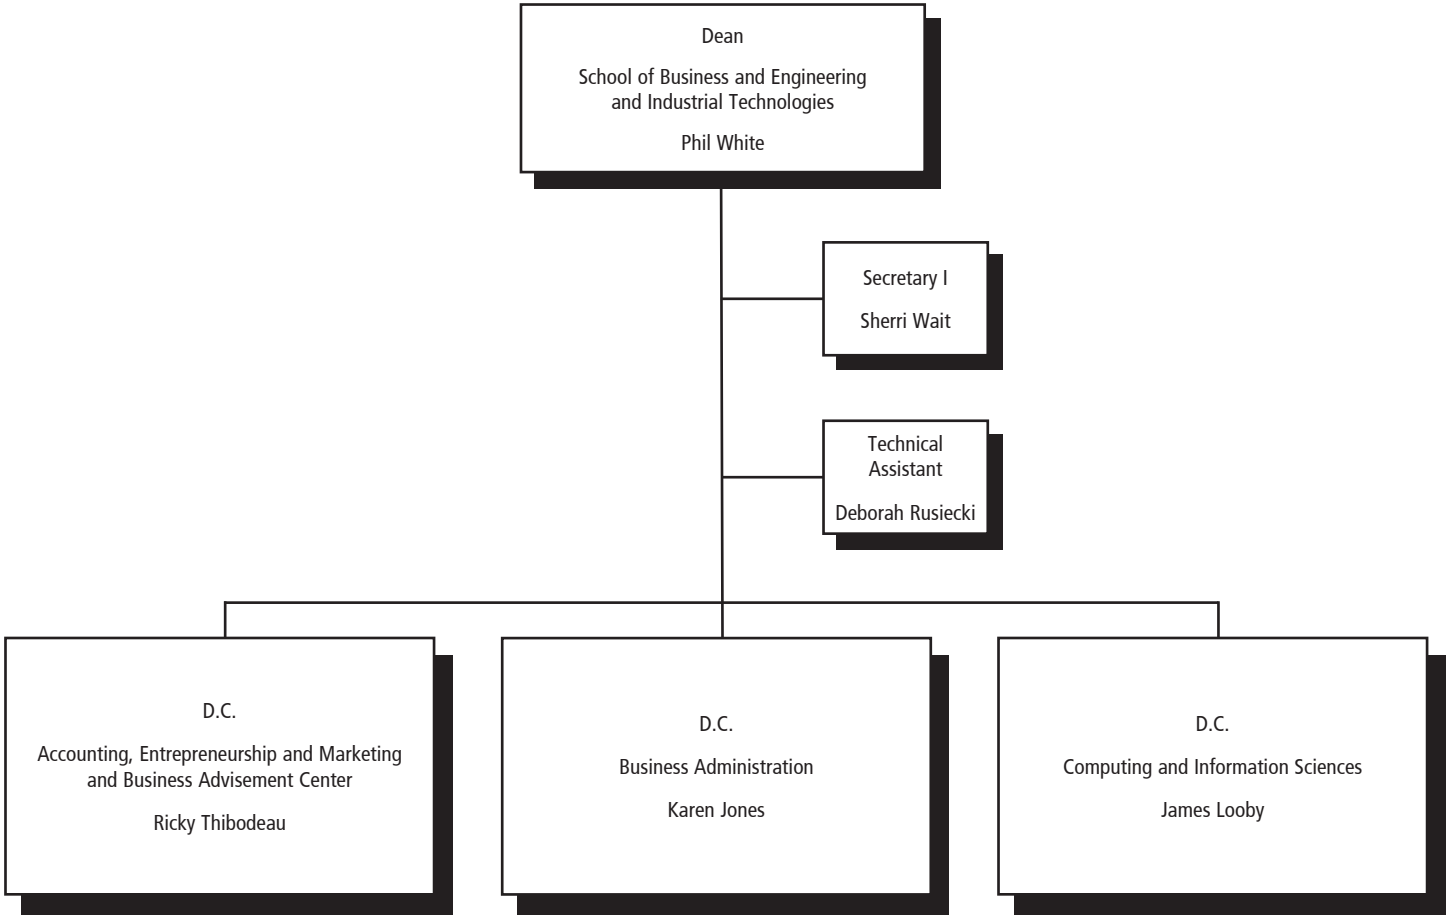 Dean
School of Business and Engineering
and Industrial Technologies
Phil White
Secretary I
Sherri Wait
Technical
Assistant
Deborah Rusiecki
D.C.
Accounting, Entrepreneurship and Marketing
and Business Advisement Center
Ricky Thibodeau
D.C.
Business Administration
Karen Jones
D.C.
Computing and Information Sciences
James Looby